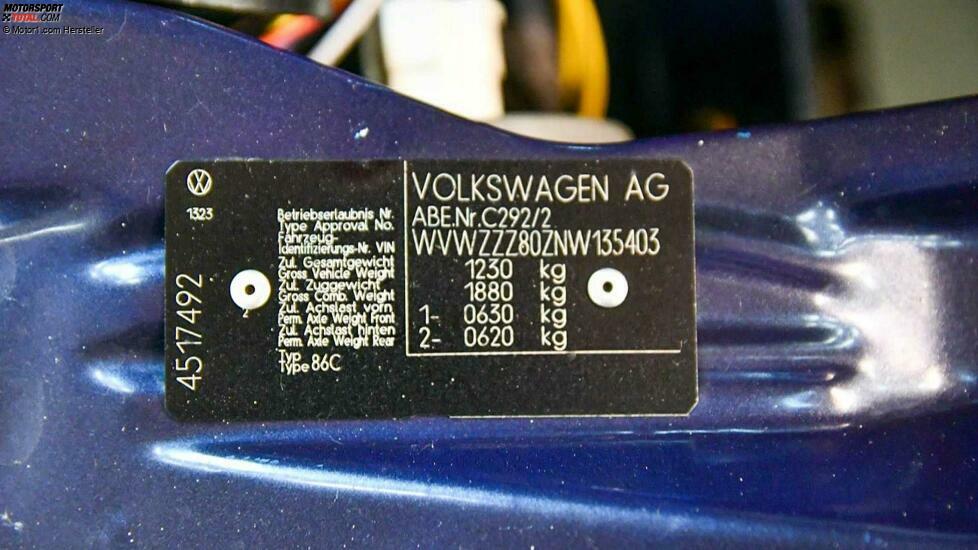 MOTORSPORT
TOTAL.COM
© Motor1.com Hersteller
1323
4517492
Betriebserlaubnis Nr.
Type Approval No.
Fahrzeug-
Identifizierungs-Nr. VIN
Zul. Gesamtgewicht
Gross Vehicle Weight
Zul. Zuggewicht
Gross Comb. Weight
Zul. Achslast vorn
Perm. Axle Weight Front
Zul. Achslast hinten
Perm. Axle Weight Rear
Typ
Type 86C
VOLKSWAGEN AG
ABE.Nr.C292/2
WVWZZZ80ZNW135403
1230 kg
1880 kg
1- 0630 kg
2- 0620 kg